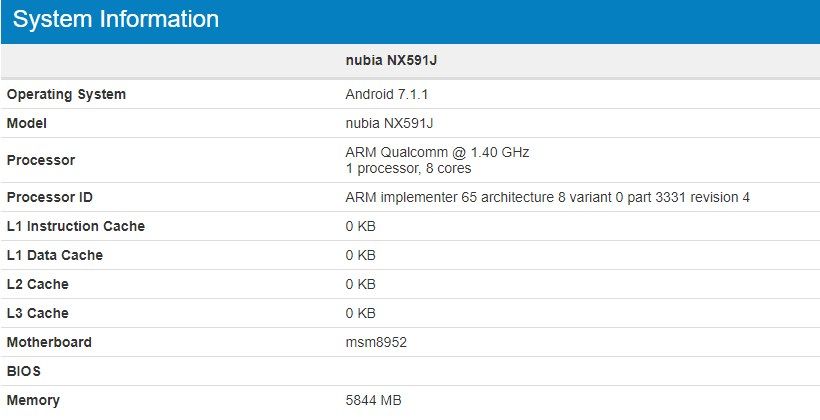 System Information
nubia NX591J
Operating System Android 7.1.1
Model nubia NX591J
Processor ARM Qualcomm @ 1.40 GHz
1 processor, 8 cores
Processor ID ARM implementer 65 architecture 8 variant 0 part 3331 revision 4
L1 Instruction Cache 0 KB
L1 Data Cache 0 KB
L2 Cache 0 KB
L3 Cache 0 KB
Motherboard msm8952
BIOS
Memory 5844 MB